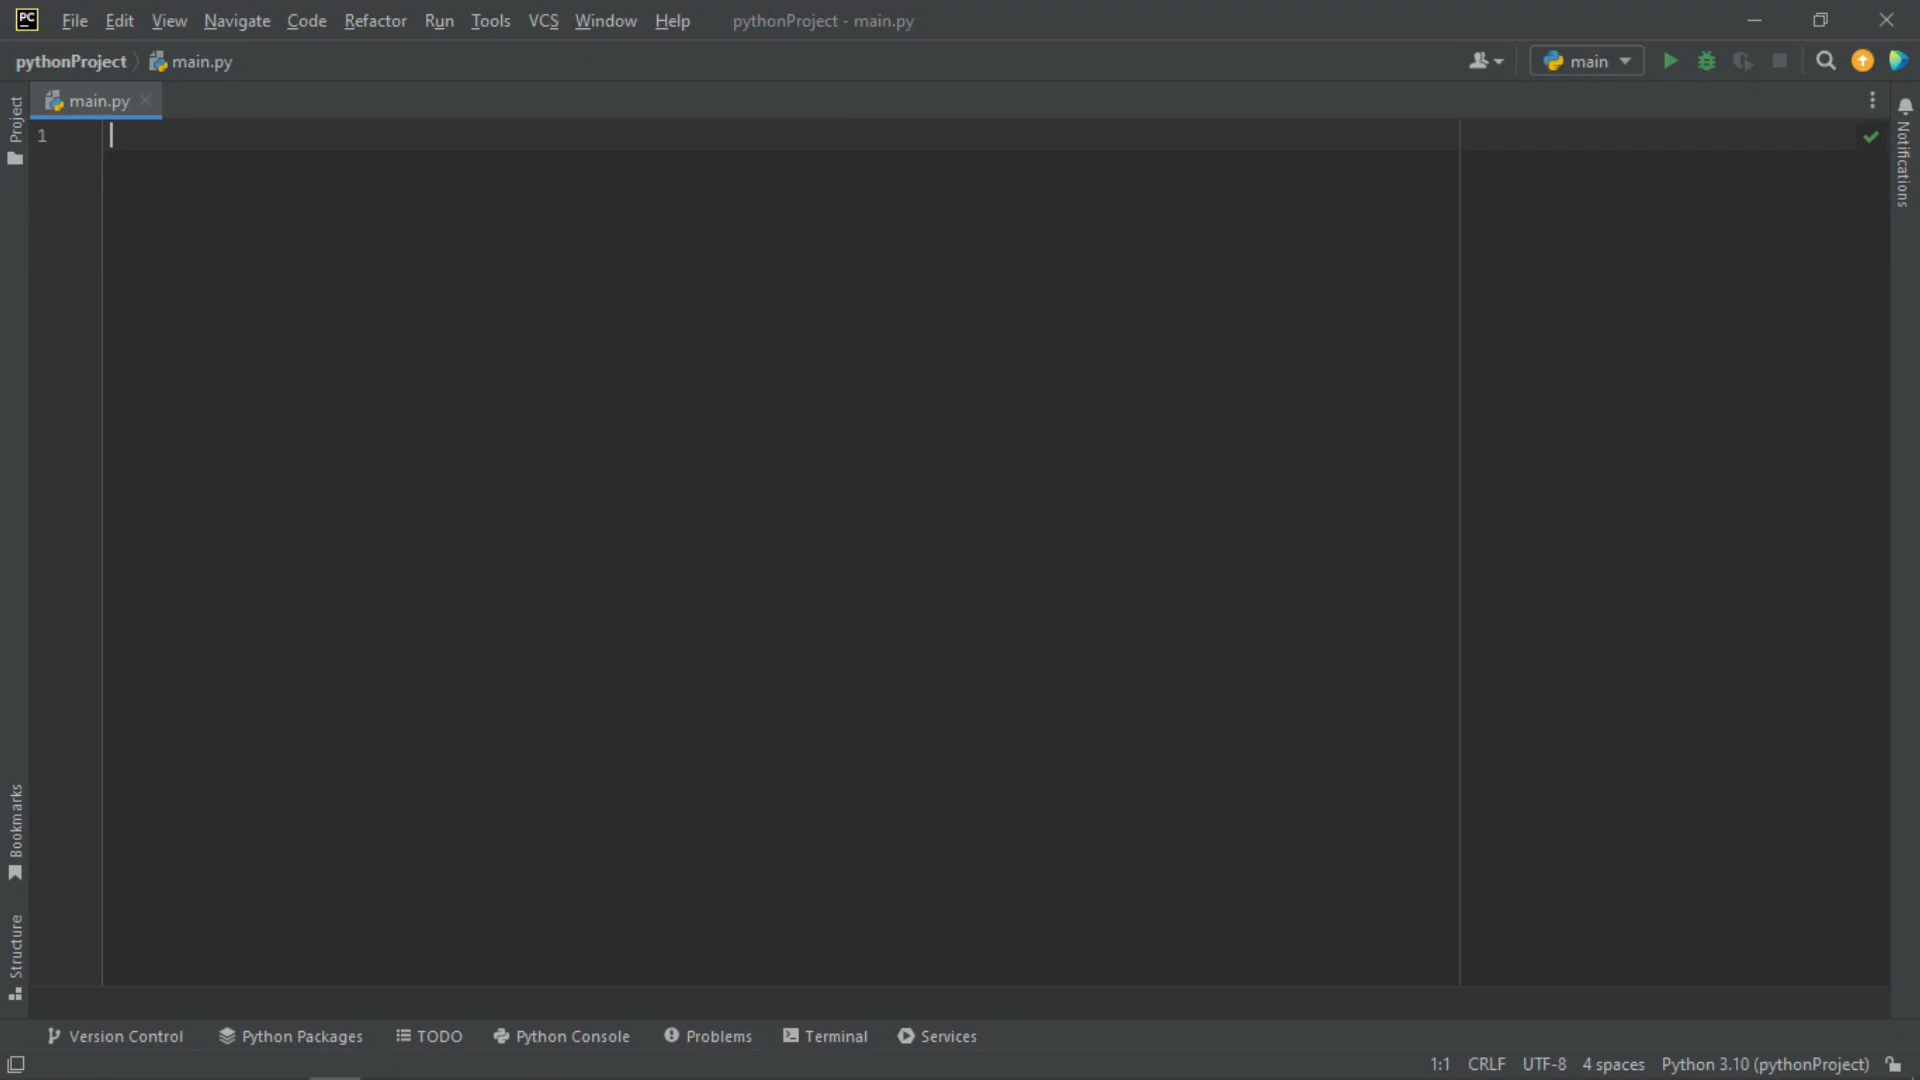 PC File Edit View Navigate Code Refactor Run Tools VCS Window Help pythonProject - main.py
pythonProject main.py main
Project
main.py
Notifications
1
Bookmarks
Structure
Version Control Python Packages TODO Python Console Problems Terminal Services
1:1 CRLF UTF-8 4 spaces Python 3.10 (pythonProject)